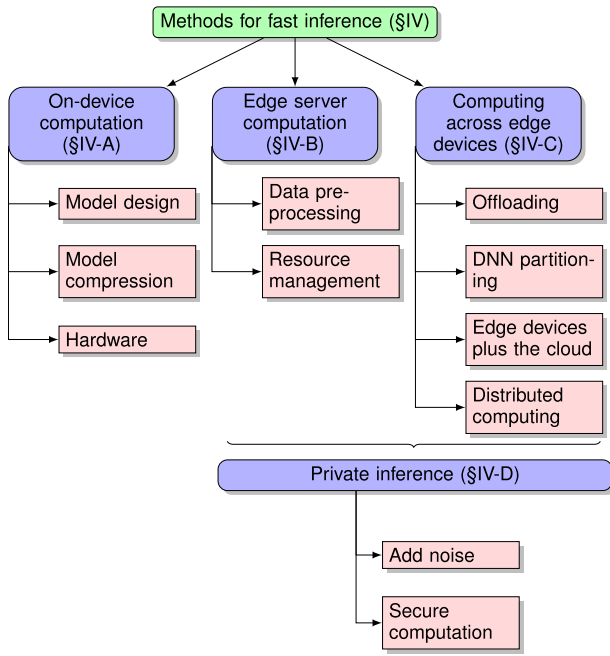 Methods for fast inference (§IV)
On-device
computation
(§IV-A)
Model design
Model
compression
Hardware
Edge server
computation
(§IV-B)
Data pre-
processing
Resource
management
Computing
across edge
devices (§IV-C)
Offloading
DNN partition-
ing
Edge devices
plus the cloud
Distributed
computing
Private inference (§IV-D)
Add noise
Secure
computation